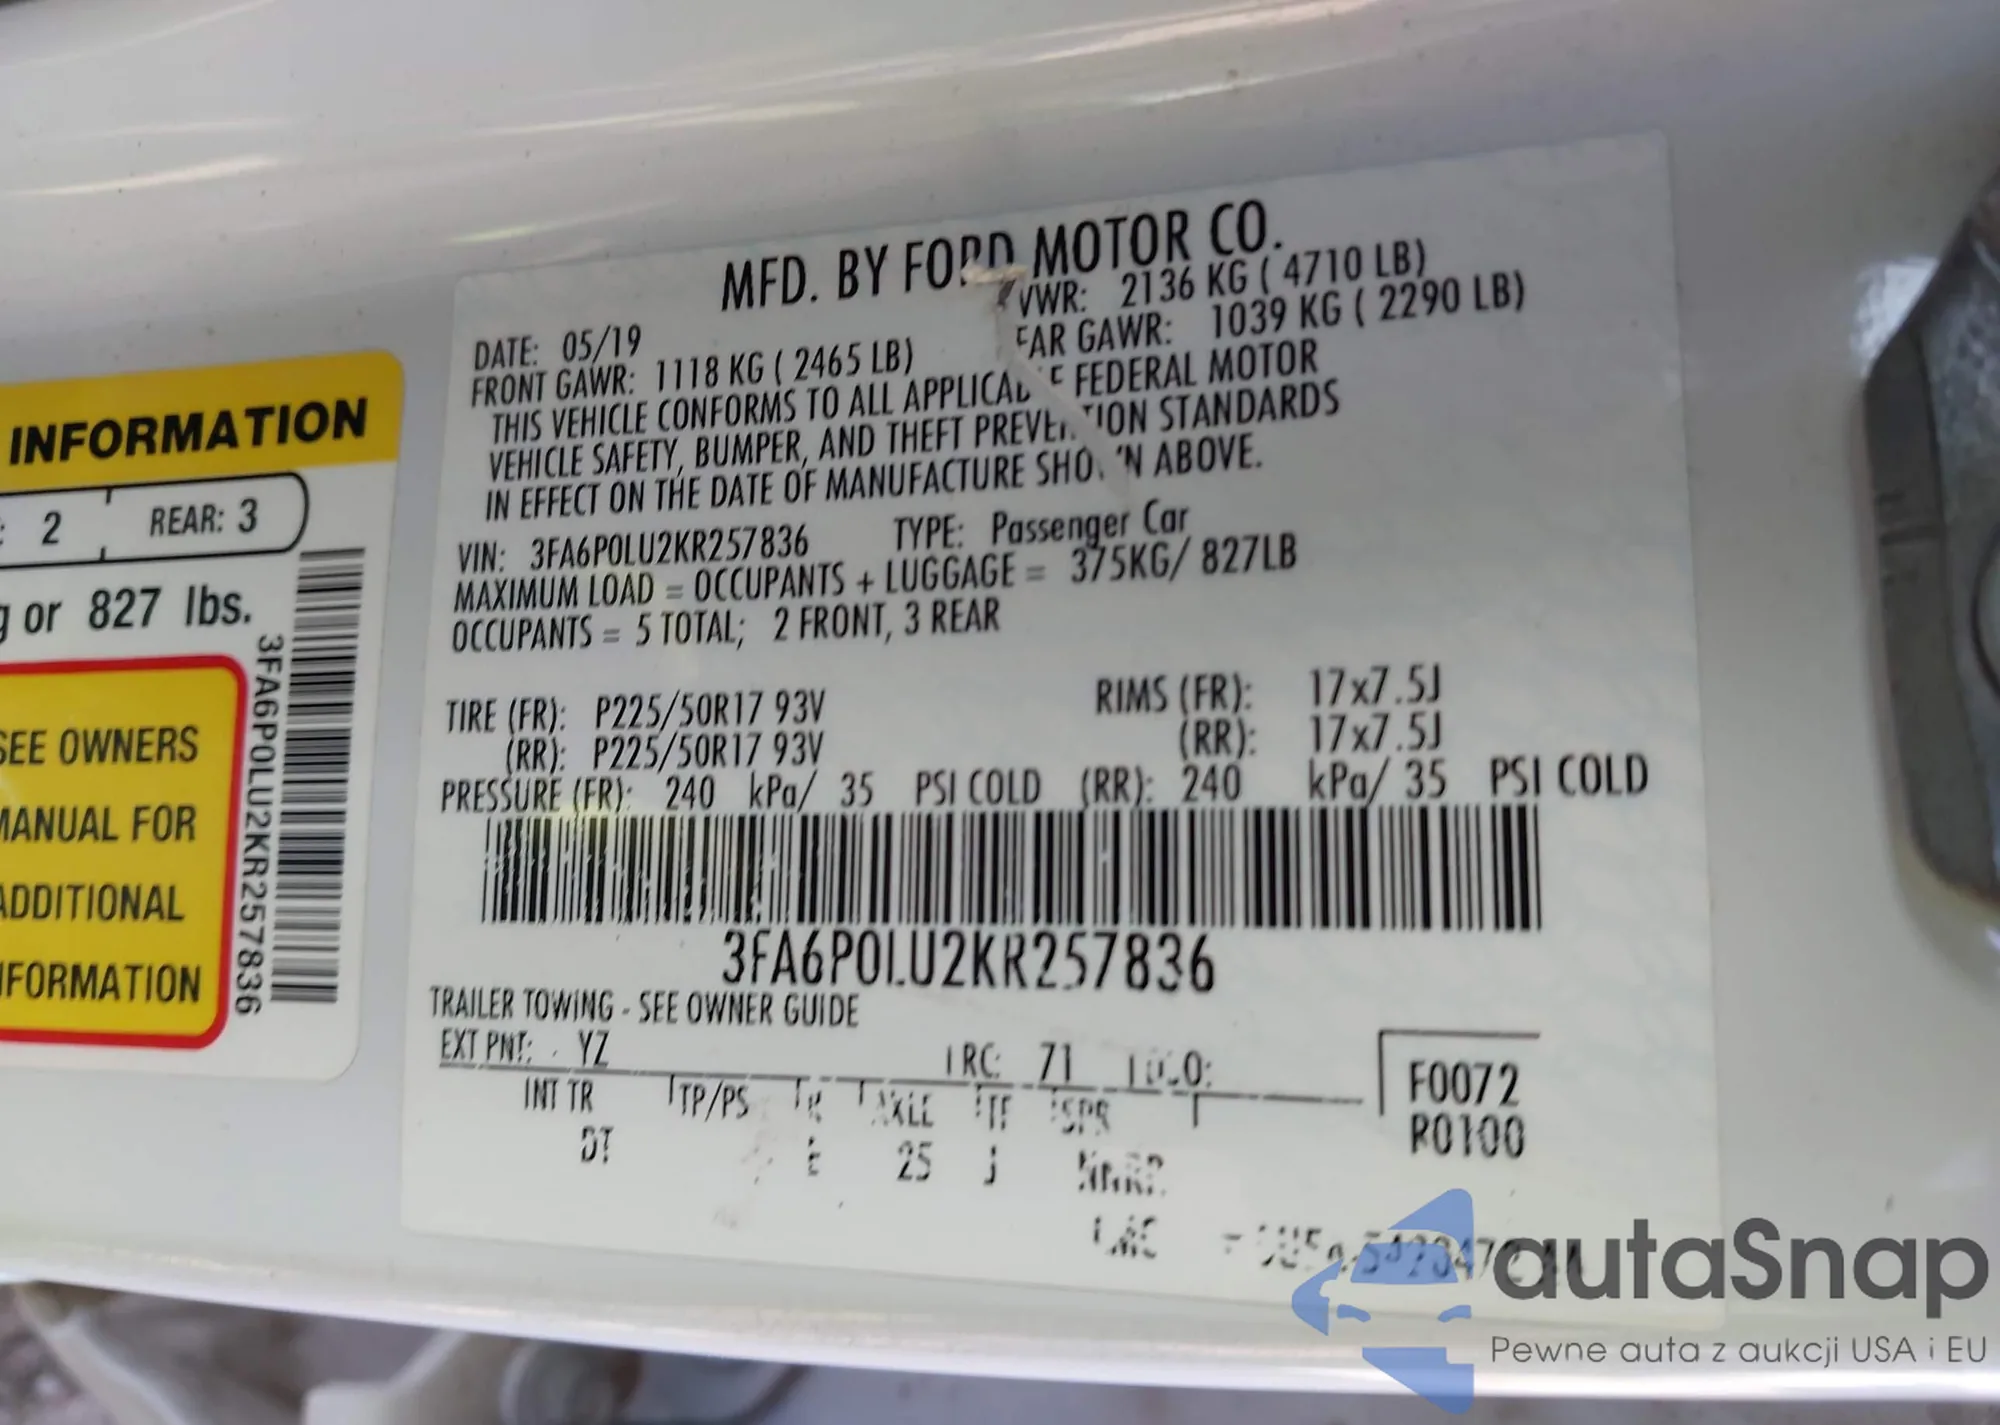 INFORMATION
: 2 REAR: 3
g or 827 lbs.
SEE OWNERS
MANUAL FOR
ADDITIONAL
INFORMATION
3FA6P0LU2KR257836
MFD. BY FORD MOTOR CO.
DATE: 05/19 VWR: 2136 KG ( 4710 LB)
FRONT GAWR: 1118 KG ( 2465 LB) EAR GAWR: 1039 KG ( 2290 LB)
THIS VEHICLE CONFORMS TO ALL APPLICABLE FEDERAL MOTOR
VEHICLE SAFETY, BUMPER, AND THEFT PREVENTION STANDARDS
IN EFFECT ON THE DATE OF MANUFACTURE SHOWN ABOVE.
VIN: 3FA6P0LU2KR257836 TYPE: Passenger Car
MAXIMUM LOAD = OCCUPANTS + LUGGAGE = 375KG/ 827LB
OCCUPANTS = 5 TOTAL; 2 FRONT, 3 REAR
TIRE (FR): P225/50R17 93V RIMS (FR): 17x7.5J
(RR): P225/50R17 93V (RR): 17x7.5J
PRESSURE (FR): 240 kPa/ 35 PSI COLD (RR): 240 kPa/ 35 PSI COLD
3FA6P0LU2KR257836
TRAILER TOWING - SEE OWNER GUIDE
EXT PNT: YZ RC: 71
INT TR TP/PS R AXLE TR SPR
DT E 25 J
F0072
R0100
autaSnap
Pewne auta z aukcji USA i EU